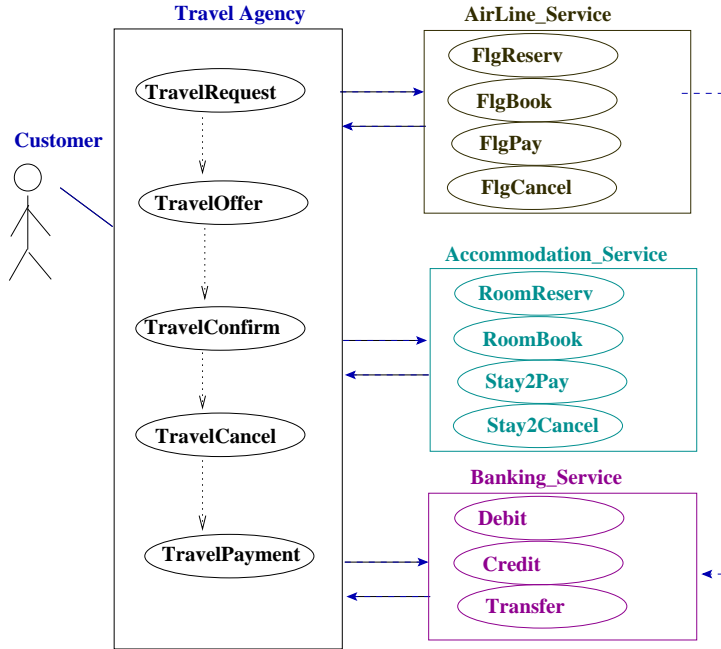 Travel Agency
AirLine_Service
TravelRequest
FlgReserv
FlgBook
FlgPay
FlgCancel
Customer
TravelOffer
Accommodation_Service
TravelConfirm
RoomReserv
RoomBook
Stay2Pay
Stay2Cancel
TravelCancel
Banking_Service
TravelPayment
Debit
Credit
Transfer